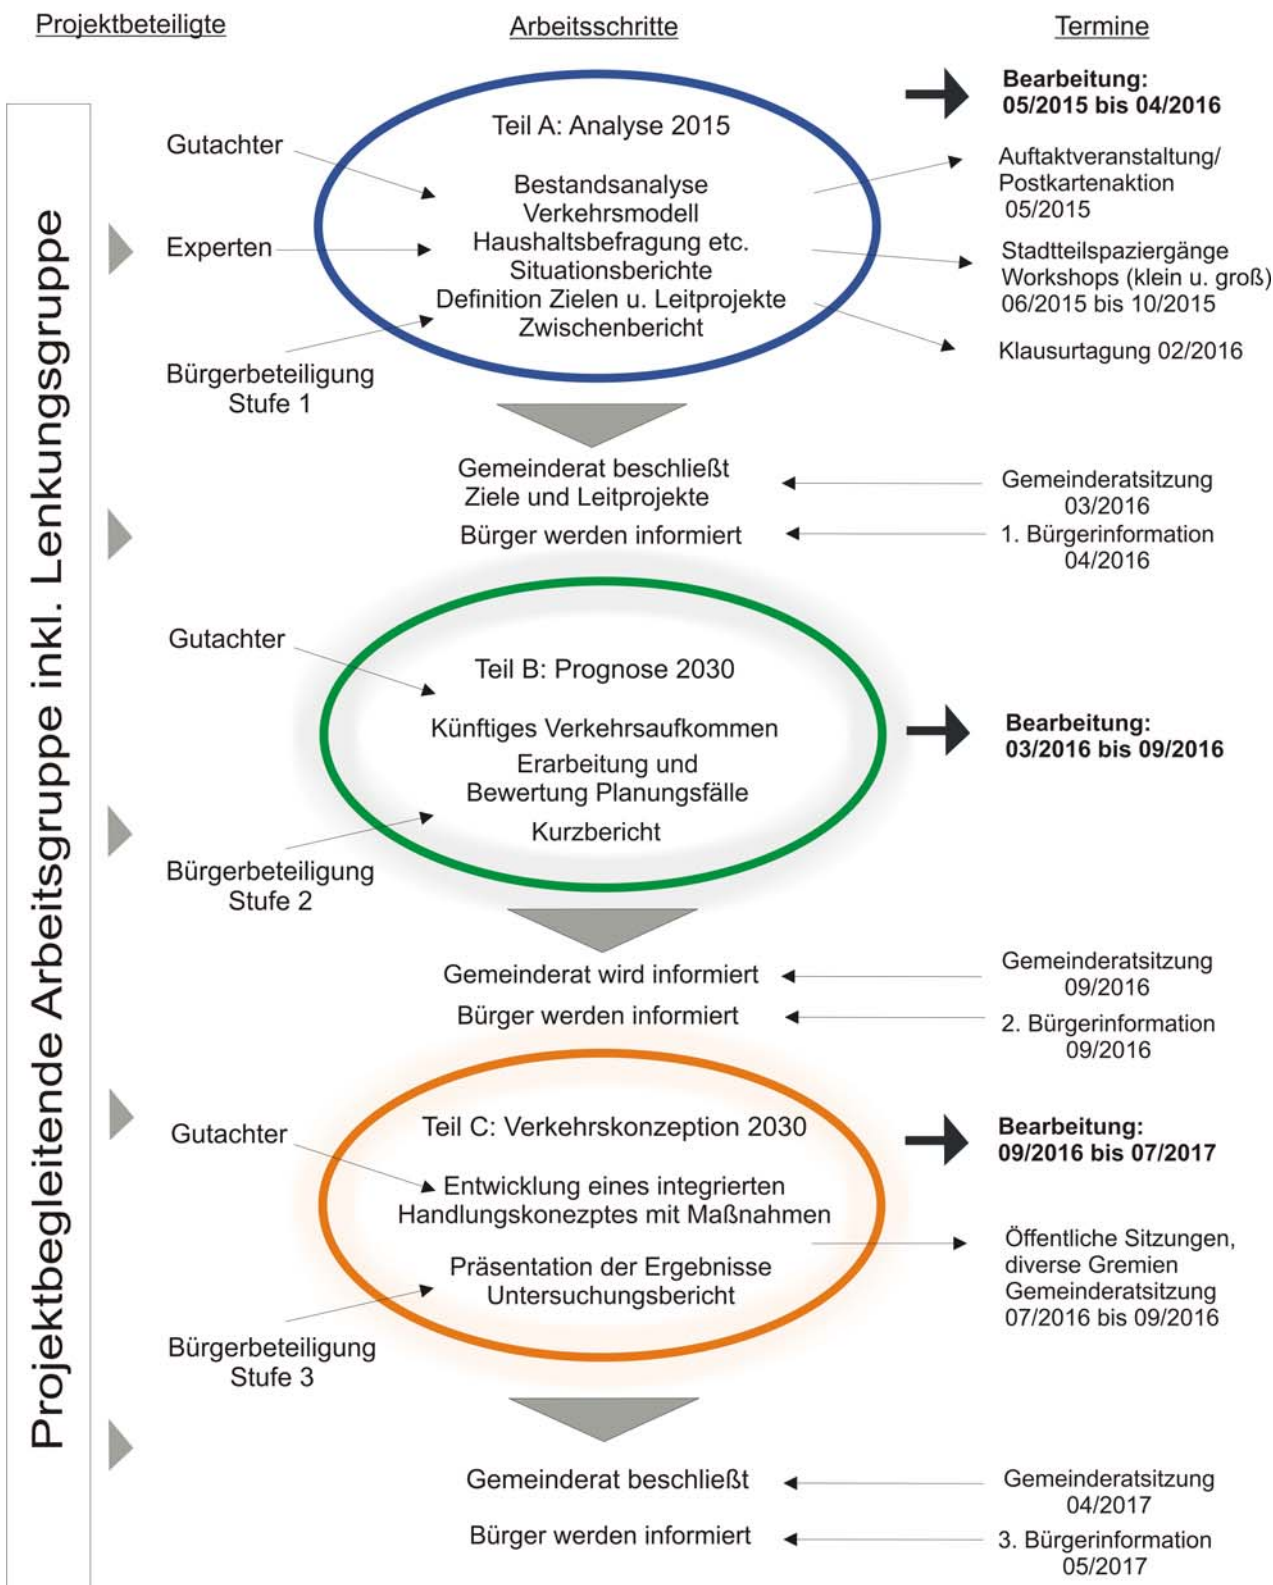 Projektbeteiligte
Arbeitsschritte
Termine
Projektbegleitende Arbeitsgruppe inkl. Lenkungsgruppe
Gutachter
Experten
Bürgerbeteiligung
Stufe 1
Teil A: Analyse 2015
Bestandsanalyse
Verkehrsmodell
Haushaltsbefragung etc.
Situationsberichte
Definition Zielen u. Leitprojekte
Zwischenbericht
Bearbeitung:
05/2015 bis 04/2016
Auftaktveranstaltung/
Postkartenaktion
05/2015
Stadtteilspaziergänge
Workshops (klein u. groß)
06/2015 bis 10/2015
Klausurtagung 02/2016
Gemeinderat beschließt
Ziele und Leitprojekte
Bürger werden informiert
Gemeinderatsitzung
03/2016
1. Bürgerinformation
04/2016
Gutachter
Bürgerbeteiligung
Stufe 2
Teil B: Prognose 2030
Künftiges Verkehrsaufkommen
Erarbeitung und
Bewertung Planungsfälle
Kurzbericht
Bearbeitung:
03/2016 bis 09/2016
Gemeinderat wird informiert
Bürger werden informiert
Gemeinderatsitzung
09/2016
2. Bürgerinformation
09/2016
Gutachter
Bürgerbeteiligung
Stufe 3
Teil C: Verkehrskonzeption 2030
Entwicklung eines integrierten
Handlungskonezptes mit Maßnahmen
Präsentation der Ergebnisse
Untersuchungsbericht
Bearbeitung:
09/2016 bis 07/2017
Öffentliche Sitzungen,
diverse Gremien
Gemeinderatsitzung
07/2016 bis 09/2016
Gemeinderat beschließt
Bürger werden informiert
Gemeinderatsitzung
04/2017
3. Bürgerinformation
05/2017